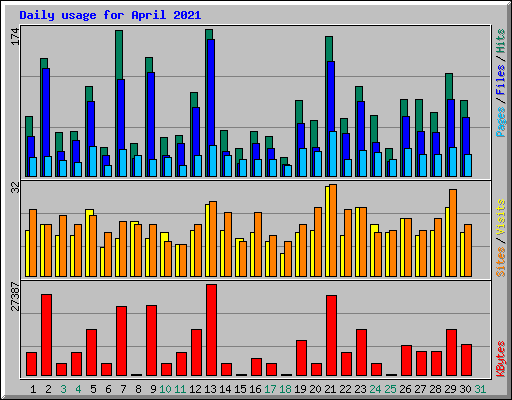 Daily usage for April 2021
174
Pages / Files / Hits
32
Sites / Visits
27387
KBytes
1 2 3 4 5 6 7 8 9 10 11 12 13 14 15 16 17 18 19 20 21 22 23 24 25 26 27 28 29 30 31